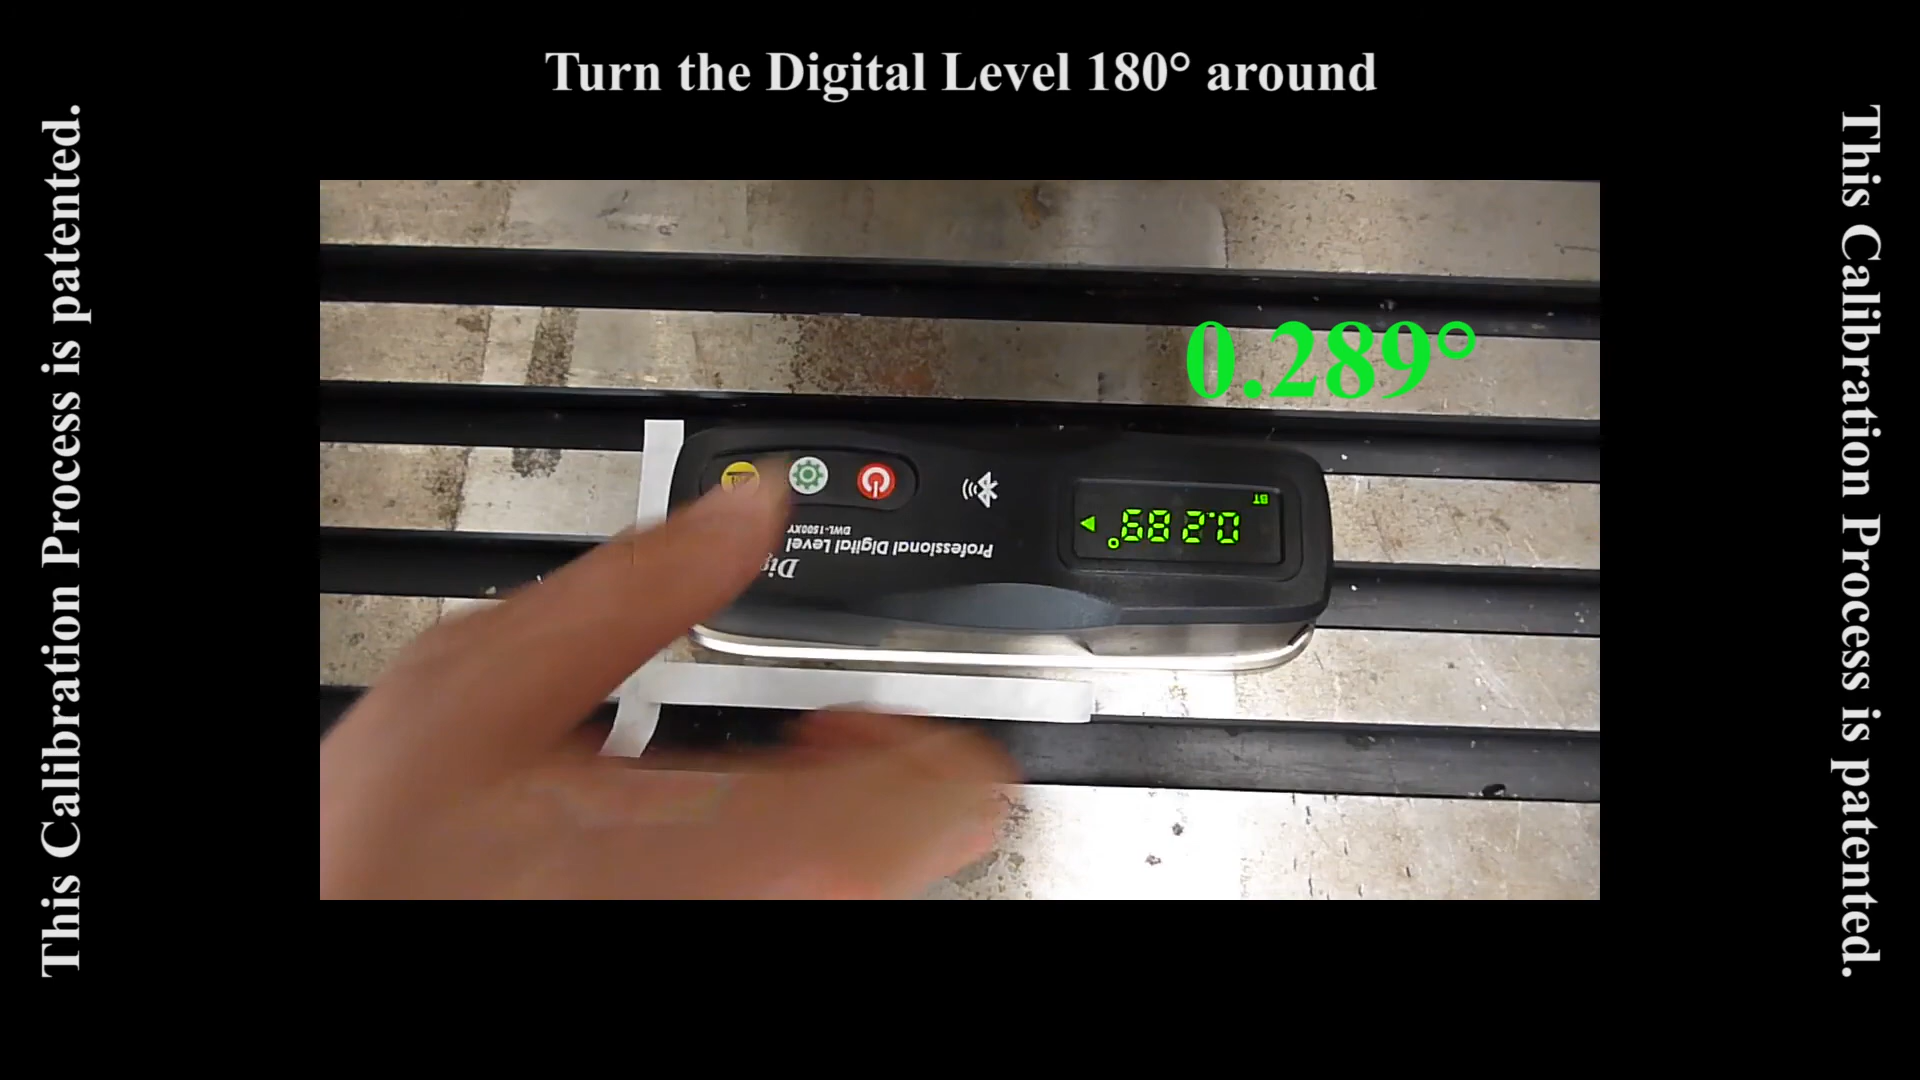 Turn the Digital Level 180° around
This Calibration Process is patented.
This Calibration Process is patented.
0.289°
BT
0.289°
DWL-1500XY
Professional Digital Level